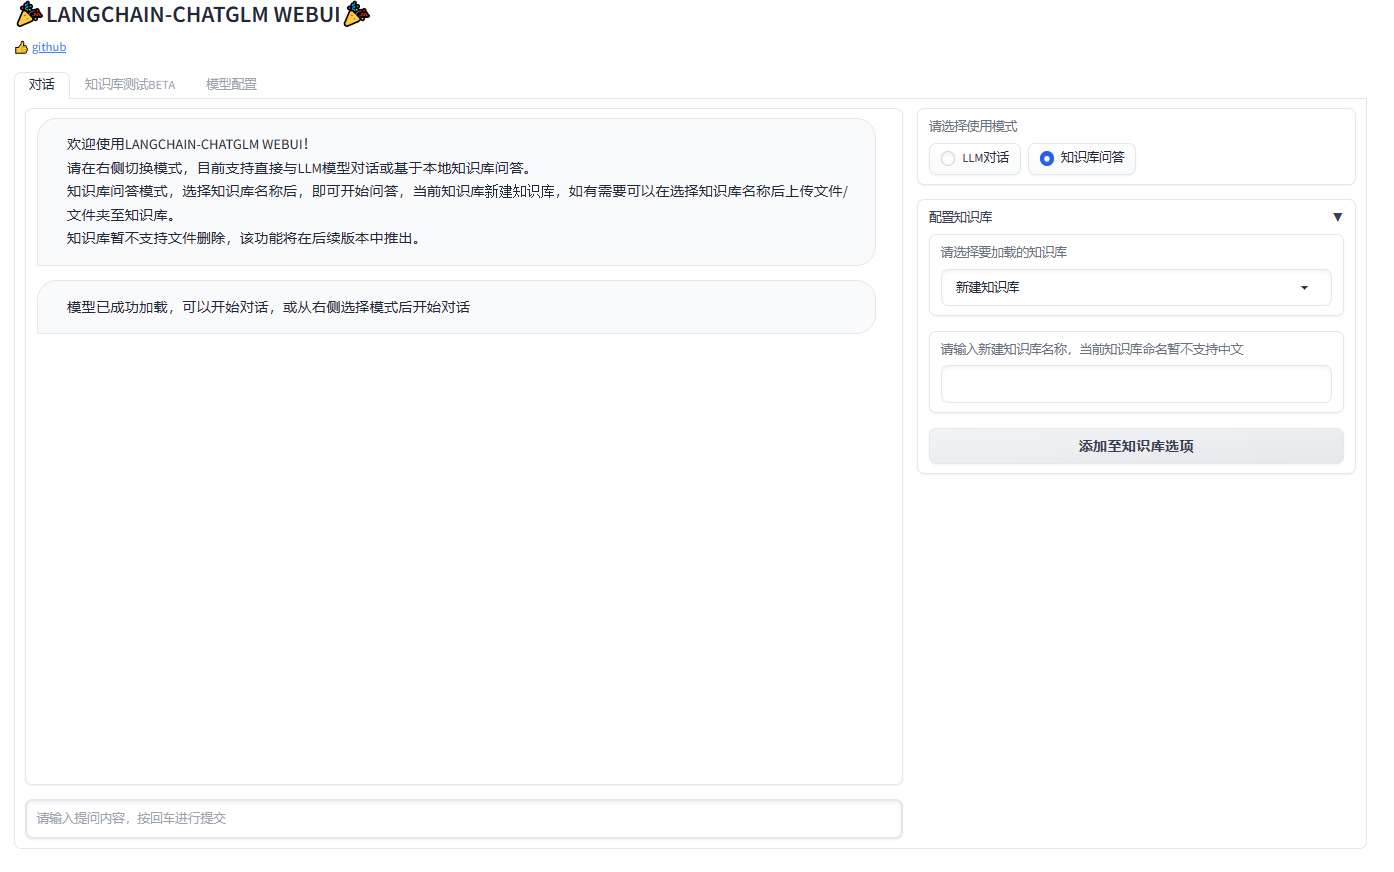 🎉LANGCHAIN-CHATGLM WEBUI🎉
👍 github
对话 知识库测试BETA 模型配置
欢迎使用LANGCHAIN-CHATGLM WEBUI！
请在右侧切换模式，目前支持直接与LLM模型对话或基于本地知识库问答。
知识库问答模式，选择知识库名称后，即可开始问答，当前知识库新建知识库，如有需要可以在选择知识库名称后上传文件/
文件夹至知识库。
知识库暂不支持文件删除，该功能将在后续版本中推出。
模型已成功加载，可以开始对话，或从右侧选择模式后开始对话
请输入提问内容，按回车进行提交
请选择使用模式
LLM对话 知识库问答
配置知识库 ▼
请选择要加载的知识库
新建知识库
请输入新建知识库名称，当前知识库命名暂不支持中文
添加至知识库选项